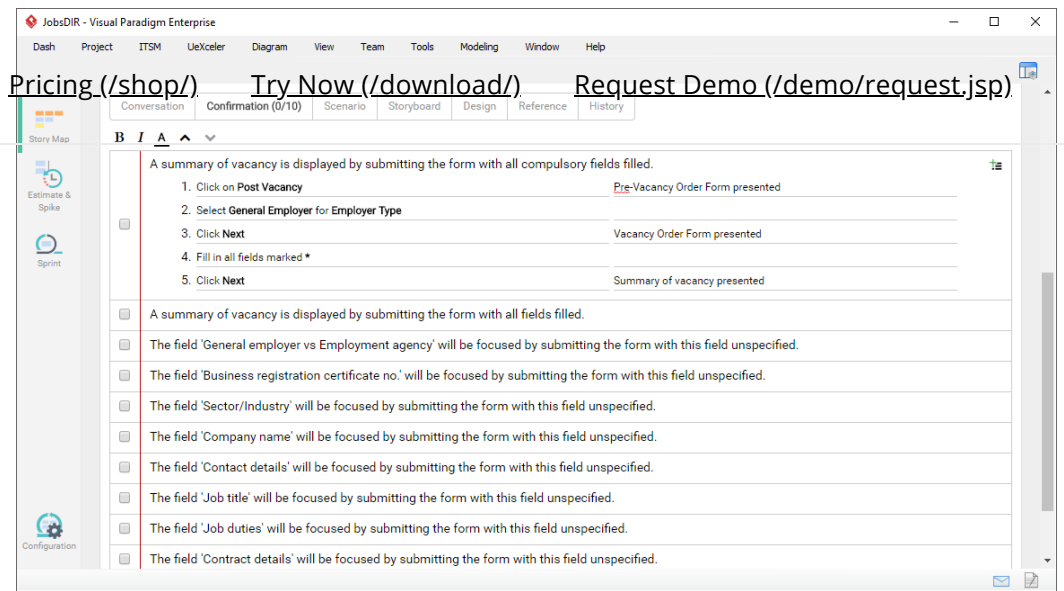 JobsDIR - Visual Paradigm Enterprise
Dash Project ITSM UeXceler Diagram View Team Tools Modeling Window Help
Pricing (/shop/) Try Now (/download/) Request Demo (/demo/request.jsp)
Conversation Confirmation (0/10) Scenario Storyboard Design Reference History
Story Map
B I A
A summary of vacancy is displayed by submitting the form with all compulsory fields filled.
1. Click on Post Vacancy Pre-Vacancy Order Form presented
Estimate &
Spike
2. Select General Employer for Employer Type
3. Click Next Vacancy Order Form presented
4. Fill in all fields marked *
Sprint
5. Click Next Summary of vacancy presented
A summary of vacancy is displayed by submitting the form with all fields filled.
The field 'General employer vs Employment agency' will be focused by submitting the form with this field unspecified.
The field 'Business registration certificate no.' will be focused by submitting the form with this field unspecified.
The field 'Sector/Industry' will be focused by submitting the form with this field unspecified.
The field 'Company name' will be focused by submitting the form with this field unspecified.
The field 'Contact details' will be focused by submitting the form with this field unspecified.
The field 'Job title' will be focused by submitting the form with this field unspecified.
The field 'Job duties' will be focused by submitting the form with this field unspecified.
Configuration
The field 'Contract details' will be focused by submitting the form with this field unspecified.